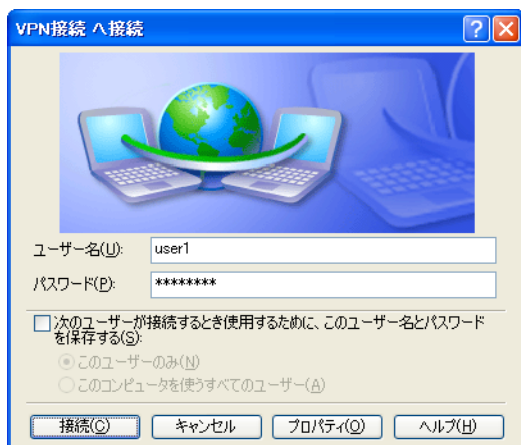 VPN接続 へ接続
ユーザー名(U):
user1
パスワード(P):
********
次のユーザーが接続するとき使用するために、このユーザー名とパスワード
を保存する(S):
このユーザーのみ(N)
このコンピュータを使うすべてのユーザー(A)
接続(C)
キャンセル
プロパティ(O)
ヘルプ(H)